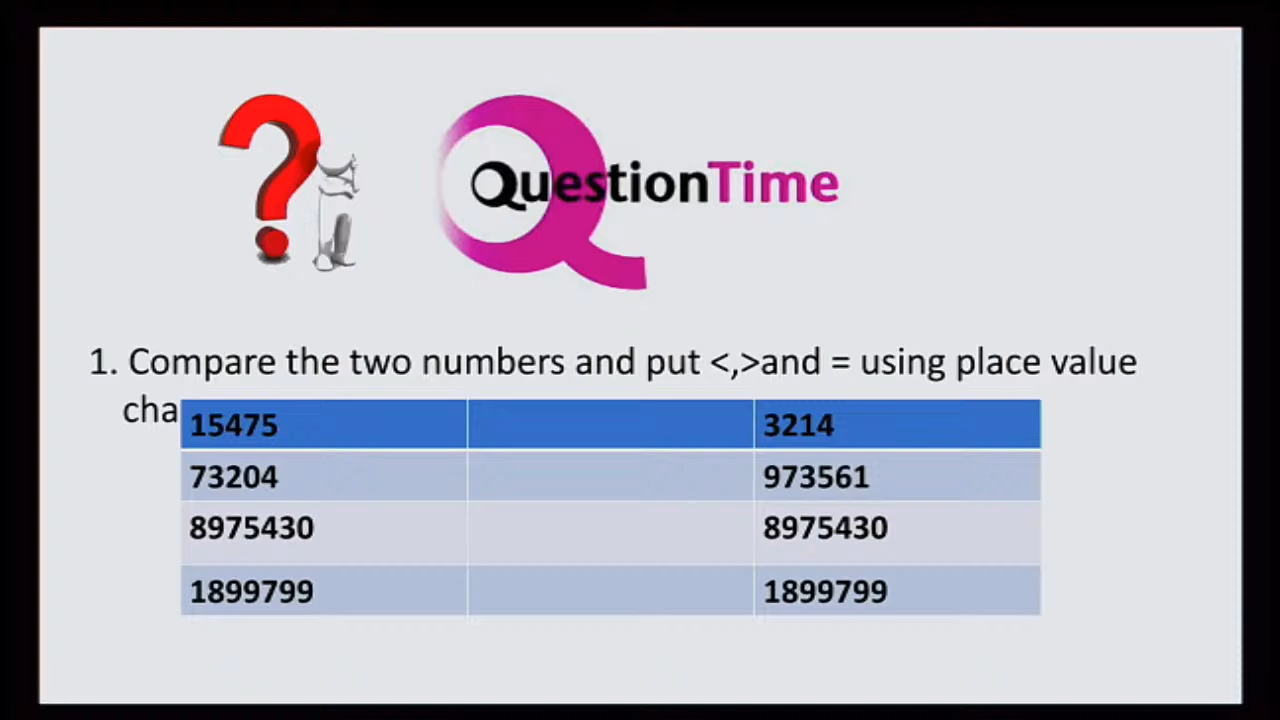 QuestionTime
1. Compare the two numbers and put <,>and = using place value
15475 3214
73204 973561
8975430 8975430
1899799 1899799